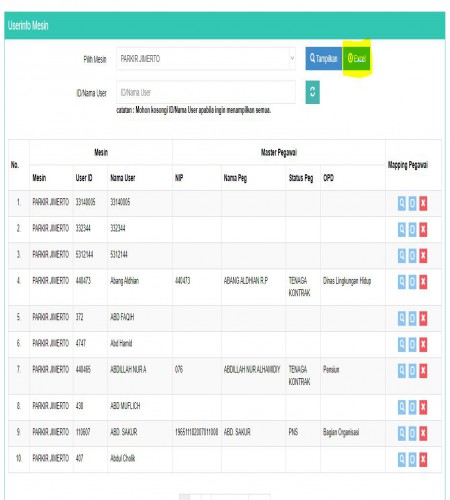 Userinfo Mesin
Pilih Mesin PARKIR JIMERTO Tampilkan Excell
ID/Nama User ID/Nama User
catatan : Mohon kosongi ID/Nama User apabila ingin menampilkan semua.
No. Mesin Master Pegawai Mapping Pegawai
Mesin User ID Nama User NIP Nama Peg Status Peg OPD
1. PARKIR JIMERTO 33140005 33140005
2. PARKIR JIMERTO 332344 332344
3. PARKIR JIMERTO 5312144 5312144
4. PARKIR JIMERTO 440473 Abang Aldhian 440473 ABANG ALDHIAN R.P TENAGA KONTRAK Dinas Lingkungan Hidup
5. PARKIR JIMERTO 372 ABD FAQIH
6. PARKIR JIMERTO 4747 Abd Hamid
7. PARKIR JIMERTO 440465 ABDILLAH NUR A 076 ABDILLAH NUR ALHAMIDIY TENAGA KONTRAK Pensiun
8. PARKIR JIMERTO 438 ABD MUFLICH
9. PARKIR JIMERTO 110607 ABD. SAKUR 196511102007011000 ABD. SAKUR PNS Bagian Organisasi
10. PARKIR JIMERTO 407 Abdul Cholik